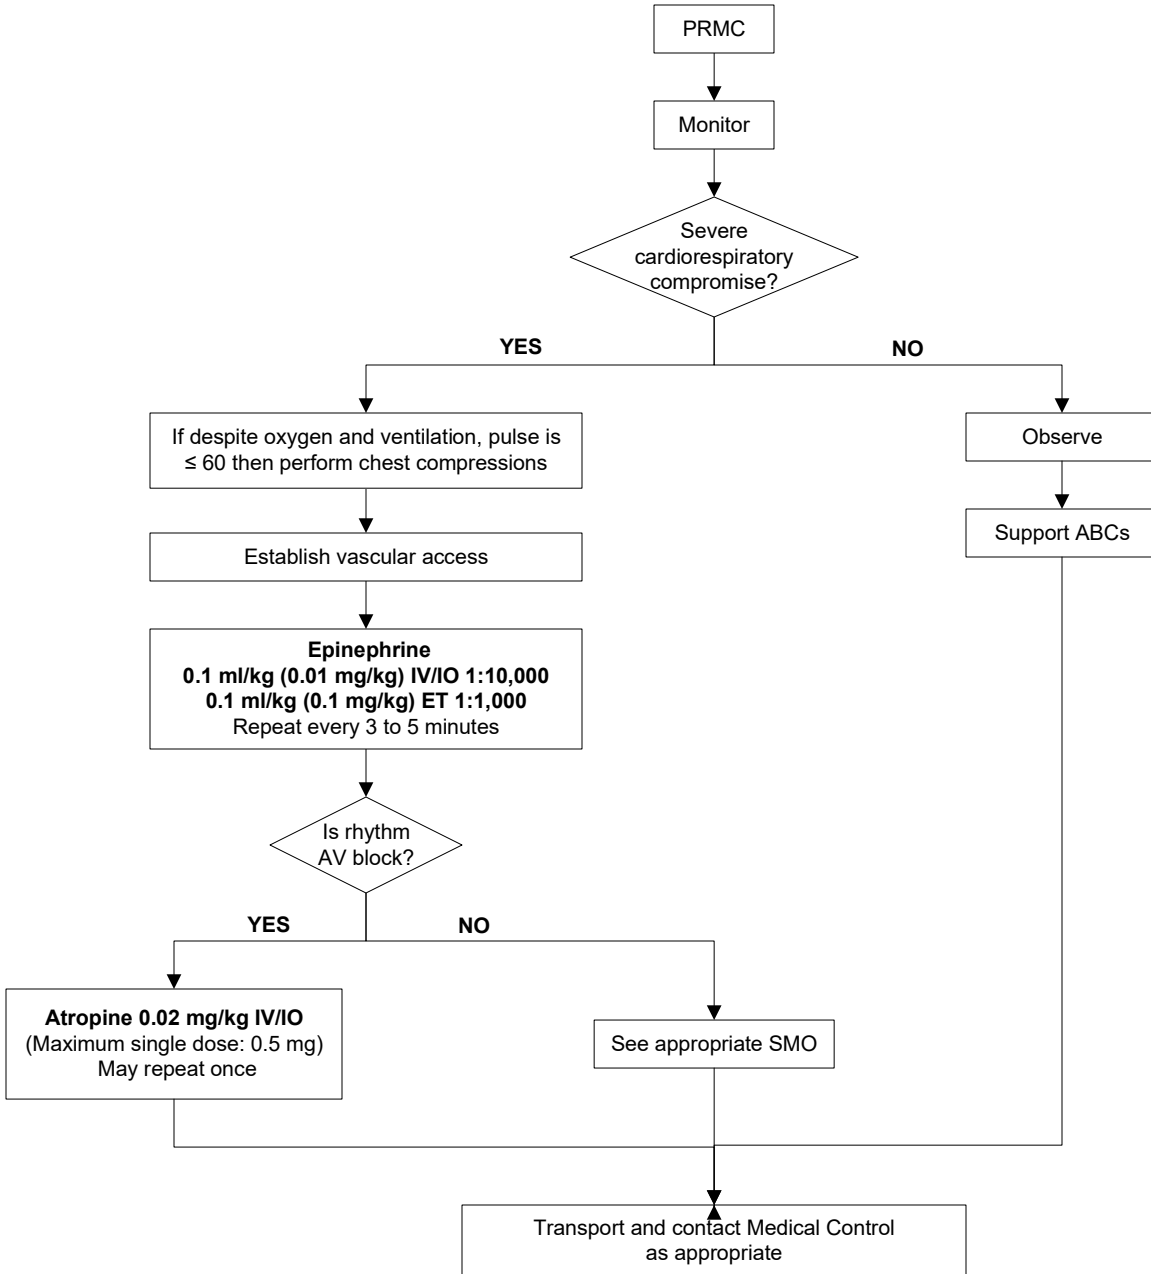 PRMC
Monitor
Severe
cardiorespiratory
compromise?
YES
NO
If despite oxygen and ventilation, pulse is
≤ 60 then perform chest compressions
Observe
Establish vascular access
Support ABCs
Epinephrine
0.1 ml/kg (0.01 mg/kg) IV/IO 1:10,000
0.1 ml/kg (0.1 mg/kg) ET 1:1,000
Repeat every 3 to 5 minutes
Is rhythm
AV block?
YES
NO
Atropine 0.02 mg/kg IV/IO
(Maximum single dose: 0.5 mg)
May repeat once
See appropriate SMO
Transport and contact Medical Control
as appropriate